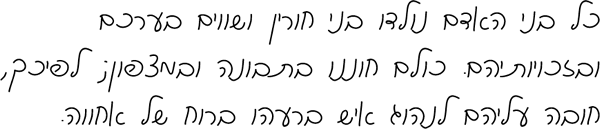 כל בני האדם נולדו בני חורין ושווים בערכם
ובזכויותיהם. כולם חוננו בתבונה ובמצפון; לפיכך,
חובה עליהם לנהוג איש ברעהו ברוח של אחווה.